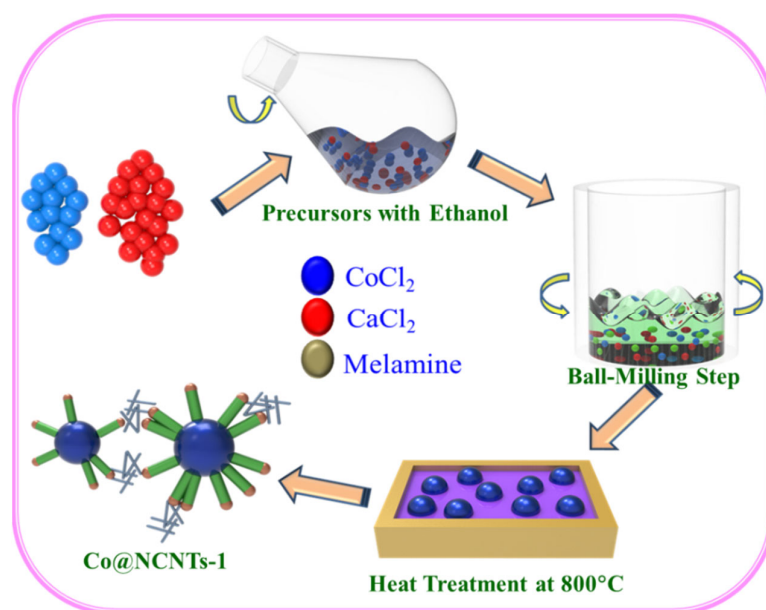 Precursors with Ethanol
CoCl₂
CaCl₂
Melamine
Ball-Milling Step
Co@NCNTs-1
Heat Treatment at 800°C